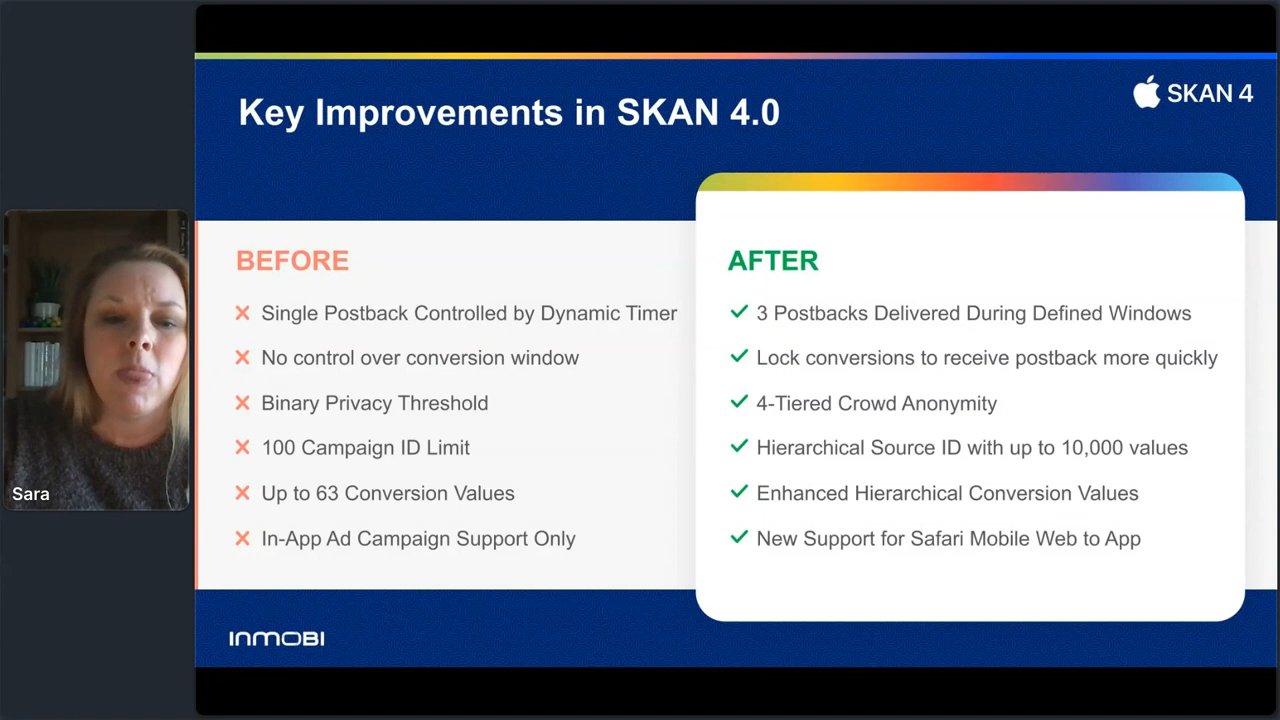 Key Improvements in SKAN 4.0
SKAN 4
BEFORE
Single Postback Controlled by Dynamic Timer
No control over conversion window
Binary Privacy Threshold
100 Campaign ID Limit
Up to 63 Conversion Values
In-App Ad Campaign Support Only
AFTER
3 Postbacks Delivered During Defined Windows
Lock conversions to receive postback more quickly
4-Tiered Crowd Anonymity
Hierarchical Source ID with up to 10,000 values
Enhanced Hierarchical Conversion Values
New Support for Safari Mobile Web to App
Sara
INMOBI